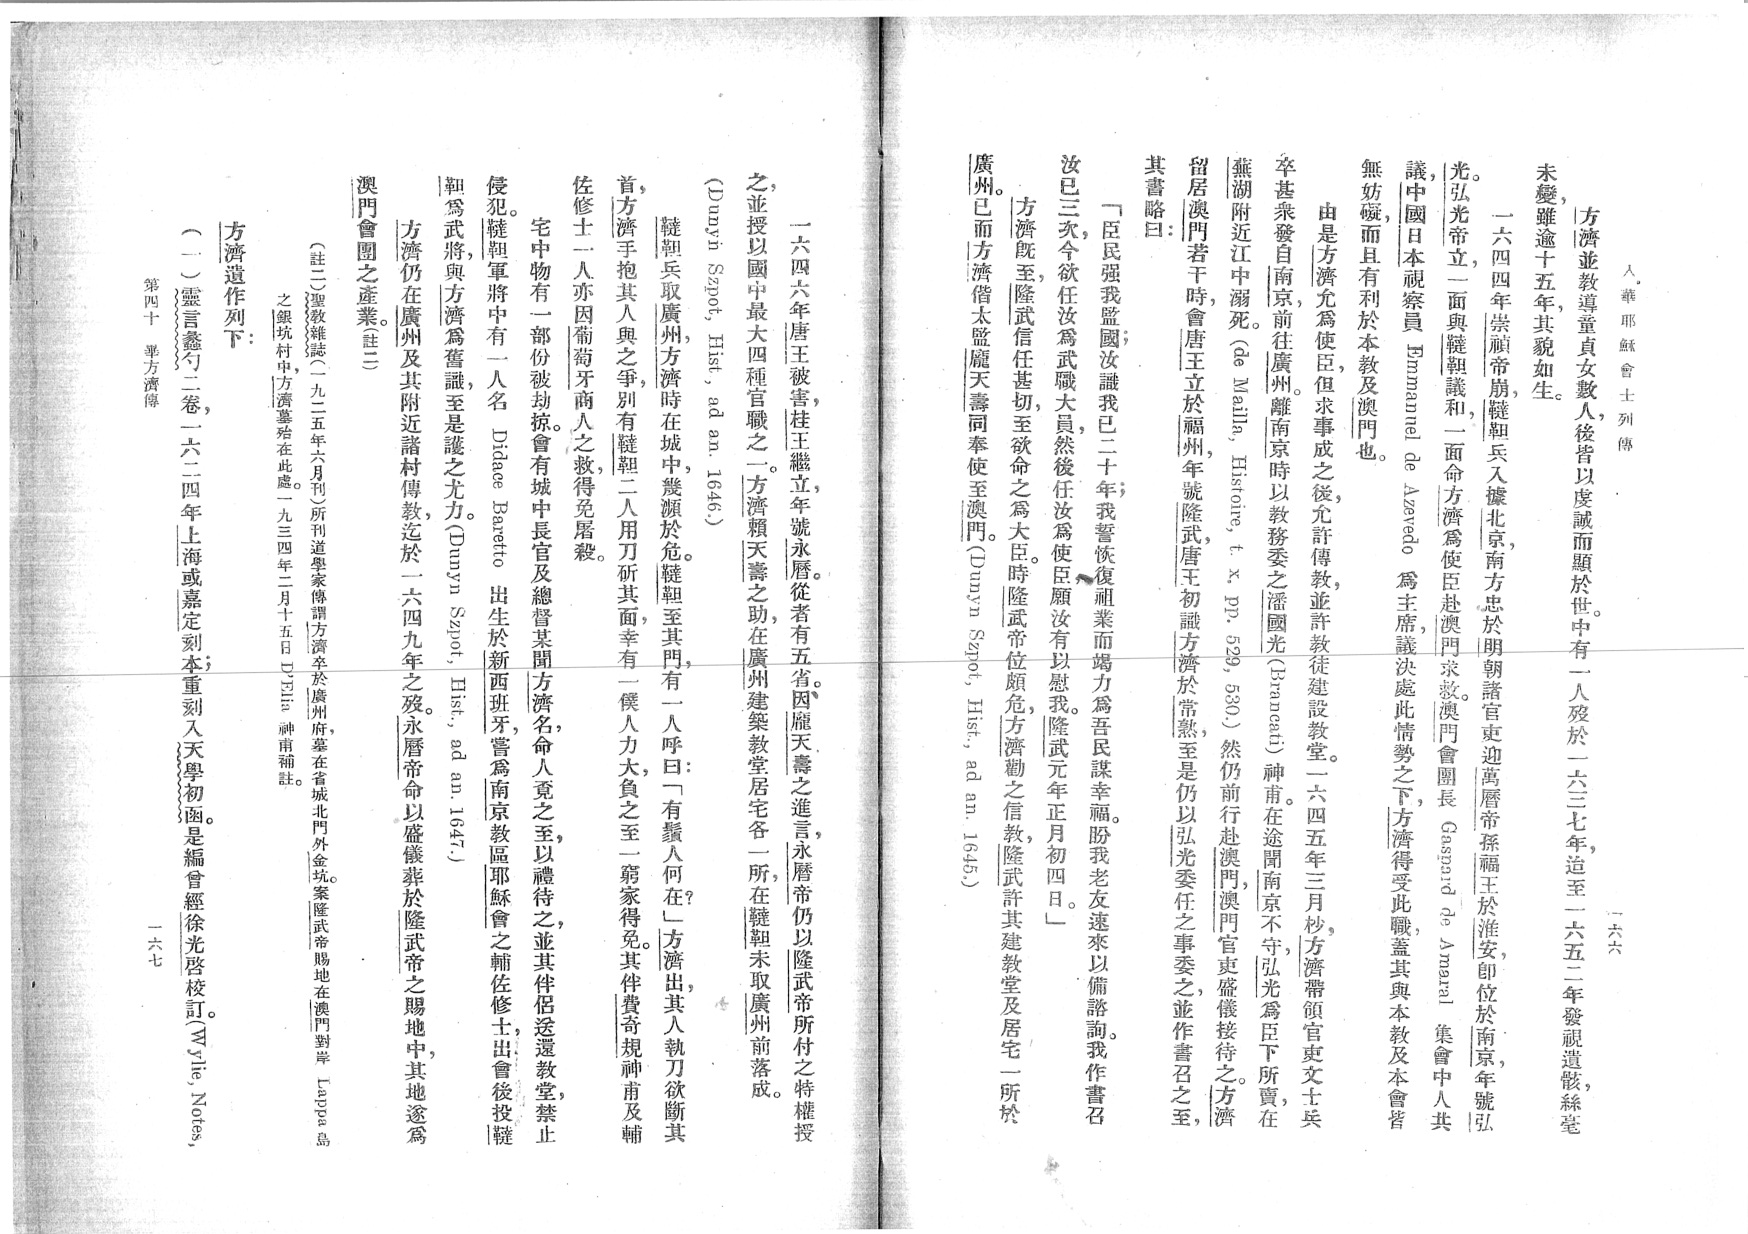 入華耶穌會士列傳
一六六
方濟並教導童貞女數人，後皆以虔誠而顯於世。中有一人歿於一六三七年，迨至一六五二年發視遺骸，絲毫
未變，雖逾十五年，其貌如生。
一六四四年崇禎帝崩，韃靼兵入據北京，南方忠於明朝諸官吏迎萬曆帝孫福王於淮安，卽位於南京，年號弘
光。弘光帝立，一面與韃靼議和，一面命方濟爲使臣赴澳門求救。澳門會團長 Gaspard de Amaral 集會中人共
議，中國日本視察員 Emmanuel de Azevedo 爲主席，議決處此情勢之下，方濟得受此職，蓋其與本教及本會皆
無妨礙，而且有利於本教及澳門也。
由是方濟允爲使臣，但求事成之後，允許傳教，並許教徒建設教堂。一六四五年三月杪，方濟帶領官吏文士兵
卒甚衆發自南京，前往廣州。離南京時以教務委之潘國光(Brancati)神甫。在途聞南京不守，弘光爲臣下所賣，在
蕪湖附近江中溺死。(de Mailla, Histoire, t. x, pp. 529, 530.) 然仍前行赴澳門，澳門官吏盛儀接待之。方濟
留居澳門若干時，會唐王立於福州，年號隆武，唐王初識方濟於常熟，至是仍以弘光委任之事委之，並作書召之至，
其書略曰：
「臣民强我監國；汝識我已二十年；我誓恢復祖業而竭力爲吾民謀幸福。盼我老友速來以備諮詢。我作書召
汝已三次，今欲任汝爲武職大員，然後任汝爲使臣，願汝有以慰我。隆武元年正月初四日。」
方濟旣至，隆武信任甚切，至欲命之爲大臣。時隆武帝位頗危，方濟勸之信教，隆武許其建教堂及居宅一所於
廣州。已而方濟偕太監龐天壽同奉使至澳門。(Dunyn Szpot, Hist., ad an. 1645.)
一六四六年唐王被害，桂王繼立，年號永曆。從者有五省。因龐天壽之進言，永曆帝仍以隆武帝所付之特權授
之，並授以國中最大四種官職之一。方濟賴天壽之助，在廣州建築教堂居宅各一所，在韃靼未取廣州前落成。
(Dunyn Szpot, Hist., ad an. 1646.)
韃靼兵取廣州，方濟時在城中，幾瀕於危。韃靼至其門，有一人呼曰：「有鬚人何在？」方濟出，其人執刀欲斷其
首，方濟手抱其人與之爭，別有韃靼二人用刀斫其面，幸有一僕人力大，負之至一窮家得免。其伴費奇規神甫及輔
佐修士一人亦因葡萄牙商人之救，得免屠殺。
宅中物有一部份被劫掠。會有城中長官及總督某聞方濟名，命人覓之至，以禮待之，並其伴侶送還教堂，禁止
侵犯。韃靼軍將中有一人名 Didace Baretto 出生於新西班牙，嘗爲南京教區耶穌會之輔佐修士，出會後投韃
靼爲武將，與方濟爲舊識，至是護之尤力。(Dunyn Szpot, Hist., ad an. 1647.)
方濟仍在廣州及其附近諸村傳教，迄於一六四九年之歿。永曆帝命以盛儀葬於隆武帝之賜地中，其地遂爲
澳門會團之產業。(註二)
(註二)聖教雜誌(一九二五年六月刊)所刊道學家傳謂方濟卒於廣州府，墓在省城北門外金坑。案隆武帝賜地在澳門對岸 Lappa 島
之銀坑村中，方濟墓殆在此處。一九三四年二月十五日 D'Elia 神甫補註。
方濟遺作列下：
(一)靈言蠡勺二卷，一六二四年上海或嘉定刻本；重刻入天學初函。是編曾經徐光啓校訂。(Wylie, Notes,
第四十 畢方濟傳
一六七